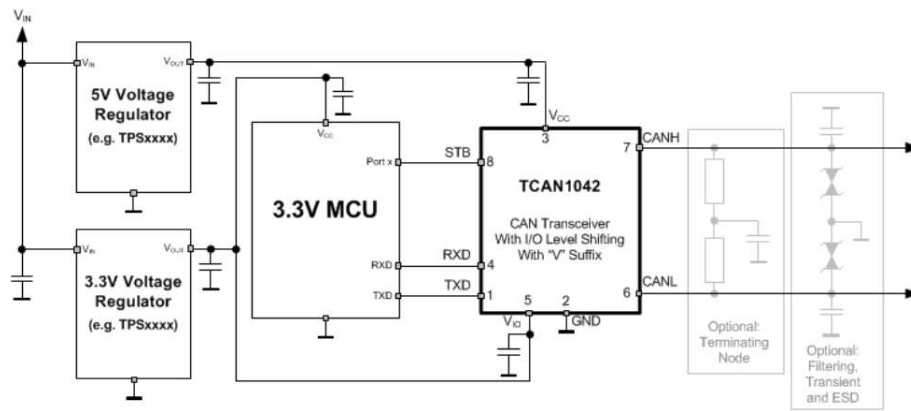 VIN
VIN
VOUT
5V Voltage
Regulator
(e.g. TPSxxxx)
VIN
VOUT
3.3V Voltage
Regulator
(e.g. TPSxxxx)
VCC
Port x
3.3V MCU
RXD
TXD
STB
RXD
TXD
VCC
3
8
4
1
TCAN1042
CAN Transceiver
With I/O Level Shifting
With "V" Suffix
5
2
VIO
GND
7
6
CANH
CANL
Optional:
Terminating
Node
Optional:
Filtering,
Transient
and ESD